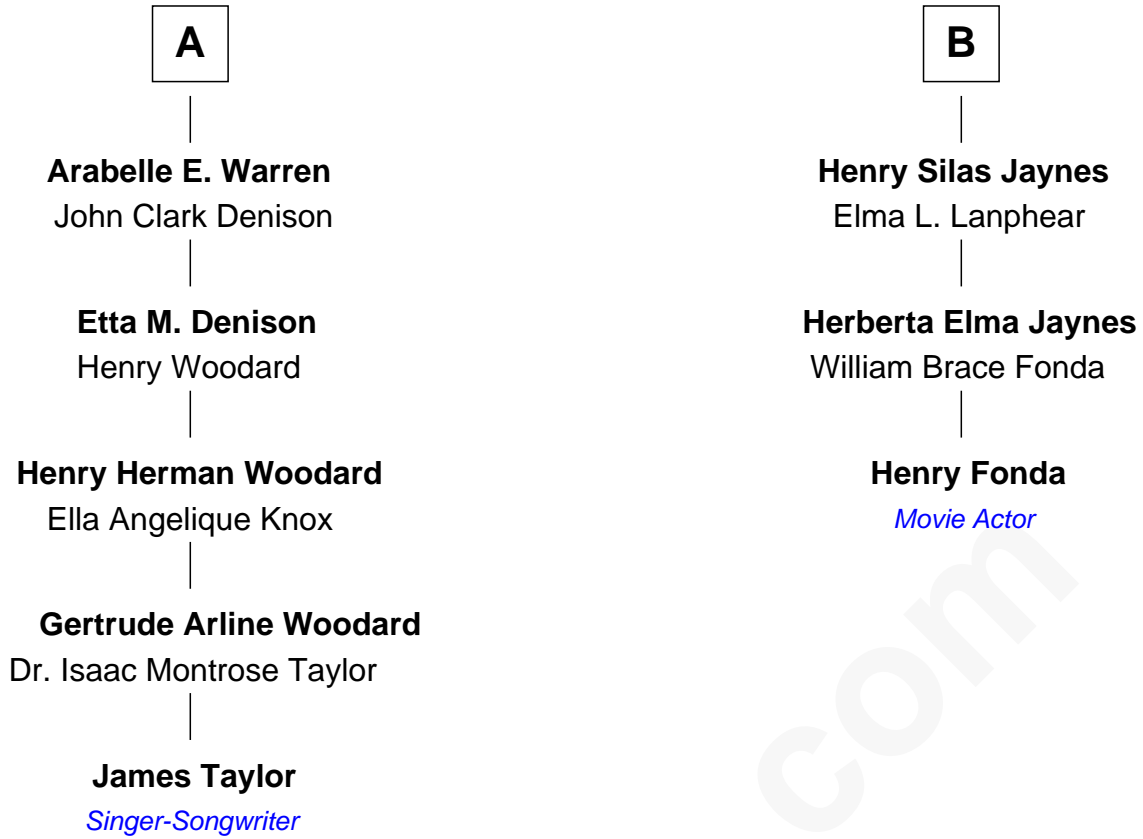 A
Arabelle E. Warren
John Clark Denison
Etta M. Denison
Henry Woodard
Henry Herman Woodard
Ella Angelique Knox
Gertrude Arline Woodard
Dr. Isaac Montrose Taylor
James Taylor
Singer-Songwriter
B
Henry Silas Jaynes
Elma L. Lanphear
Herberta Elma Jaynes
William Brace Fonda
Henry Fonda
Movie Actor
com